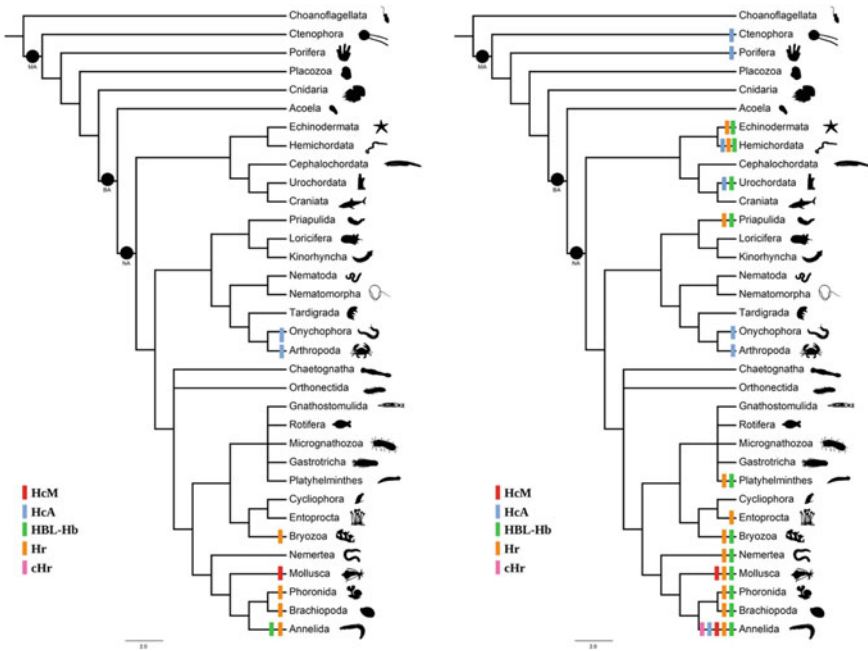 Choanoflagellata
Ctenophora
MA
Porifera
Placozoa
Cnidaria
Acoela
Echinodermata
Hemichordata
Cephalochordata
BA
Urochordata
Craniata
Priapulida
Loricifera
NA
Kinorhyncha
Nematoda
Nematomorpha
Tardigrada
Onychophora
Arthropoda
Chaetognatha
Orthonectida
Gnathostomulida
Rotifera
Micrognathozoa
Gastrotricha
Platyhelminthes
Cycliophora
Entoprocta
Bryozoa
Nemertea
Mollusca
Phoronida
Brachiopoda
Annelida
HcM
HcA
HBL-Hb
Hr
cHr
2.0
Choanoflagellata
Ctenophora
MA
Porifera
Placozoa
Cnidaria
Acoela
Echinodermata
Hemichordata
Cephalochordata
BA
Urochordata
Craniata
Priapulida
Loricifera
NA
Kinorhyncha
Nematoda
Nematomorpha
Tardigrada
Onychophora
Arthropoda
Chaetognatha
Orthonectida
Gnathostomulida
Rotifera
Micrognathozoa
Gastrotricha
Platyhelminthes
Cycliophora
Entoprocta
Bryozoa
Nemertea
Mollusca
Phoronida
Brachiopoda
Annelida
HcM
HcA
HBL-Hb
Hr
cHr